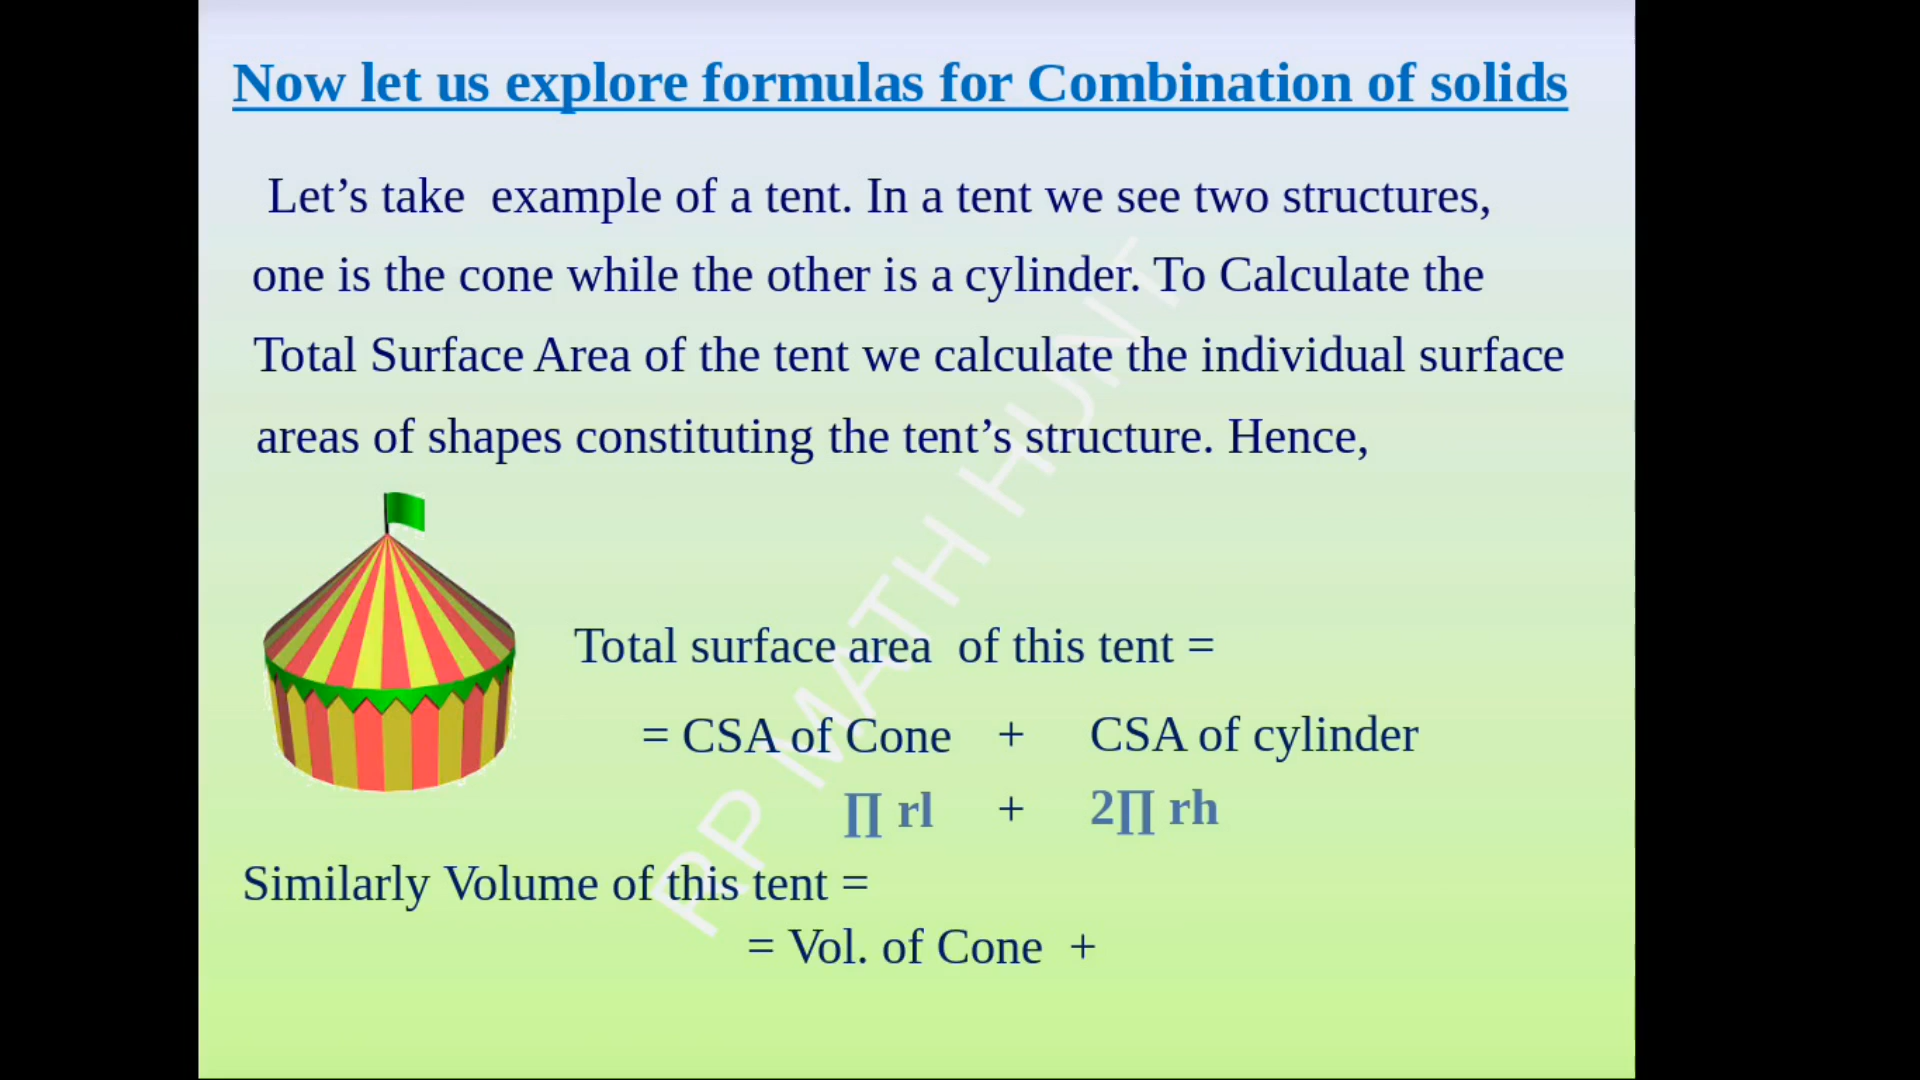 Now let us explore formulas for Combination of solids
Let’s take example of a tent. In a tent we see two structures,
one is the cone while the other is a cylinder. To Calculate the
Total Surface Area of the tent we calculate the individual surface
areas of shapes constituting the tent’s structure. Hence,
Total surface area of this tent =
= CSA of Cone + CSA of cylinder
∏ rl + 2∏ rh
Similarly Volume of this tent =
= Vol. of Cone +
RP MATH HUNT